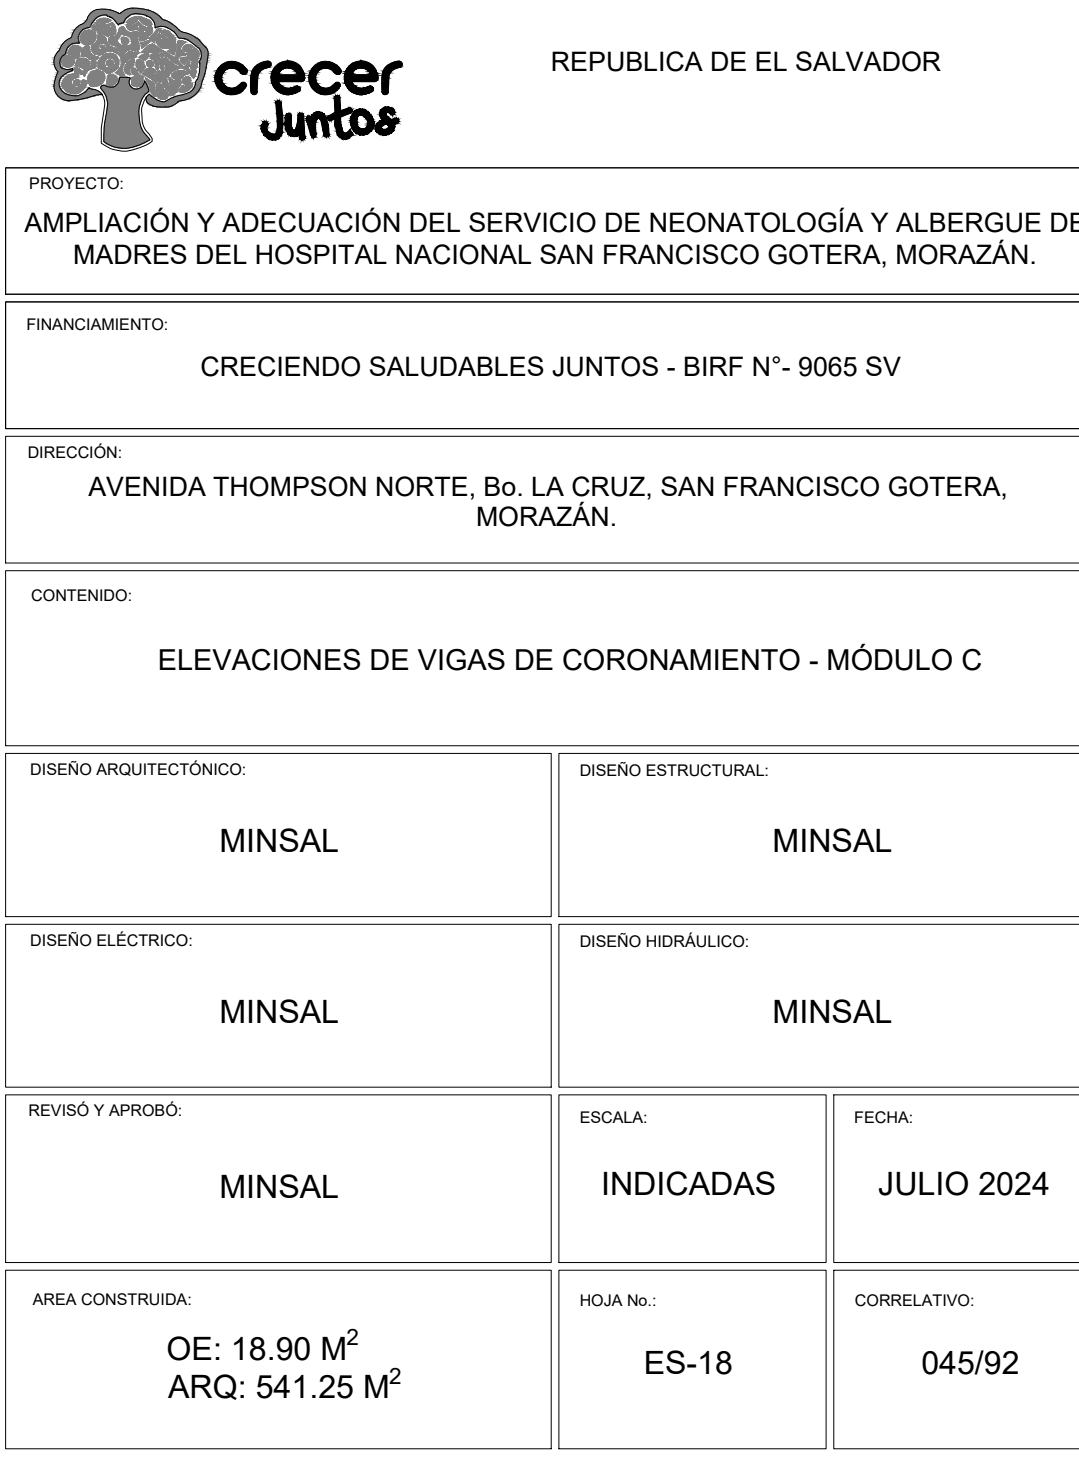 crecer
Juntos
REPUBLICA DE EL SALVADOR
PROYECTO:
AMPLIACIÓN Y ADECUACIÓN DEL SERVICIO DE NEONATOLOGÍA Y ALBERGUE DE
MADRES DEL HOSPITAL NACIONAL SAN FRANCISCO GOTERA, MORAZÁN.
FINANCIAMIENTO:
CRECIENDO SALUDABLES JUNTOS - BIRF N°- 9065 SV
DIRECCIÓN:
AVENIDA THOMPSON NORTE, Bo. LA CRUZ, SAN FRANCISCO GOTERA,
MORAZÁN.
CONTENIDO:
ELEVACIONES DE VIGAS DE CORONAMIENTO - MÓDULO C
DISEÑO ARQUITECTÓNICO:
MINSAL
DISEÑO ESTRUCTURAL:
MINSAL
DISEÑO ELÉCTRICO:
MINSAL
DISEÑO HIDRÁULICO:
MINSAL
REVISÓ Y APROBÓ:
MINSAL
ESCALA:
INDICADAS
FECHA:
JULIO 2024
AREA CONSTRUIDA:
OE: 18.90 M²
ARQ: 541.25 M²
HOJA No.:
ES-18
CORRELATIVO:
045/92